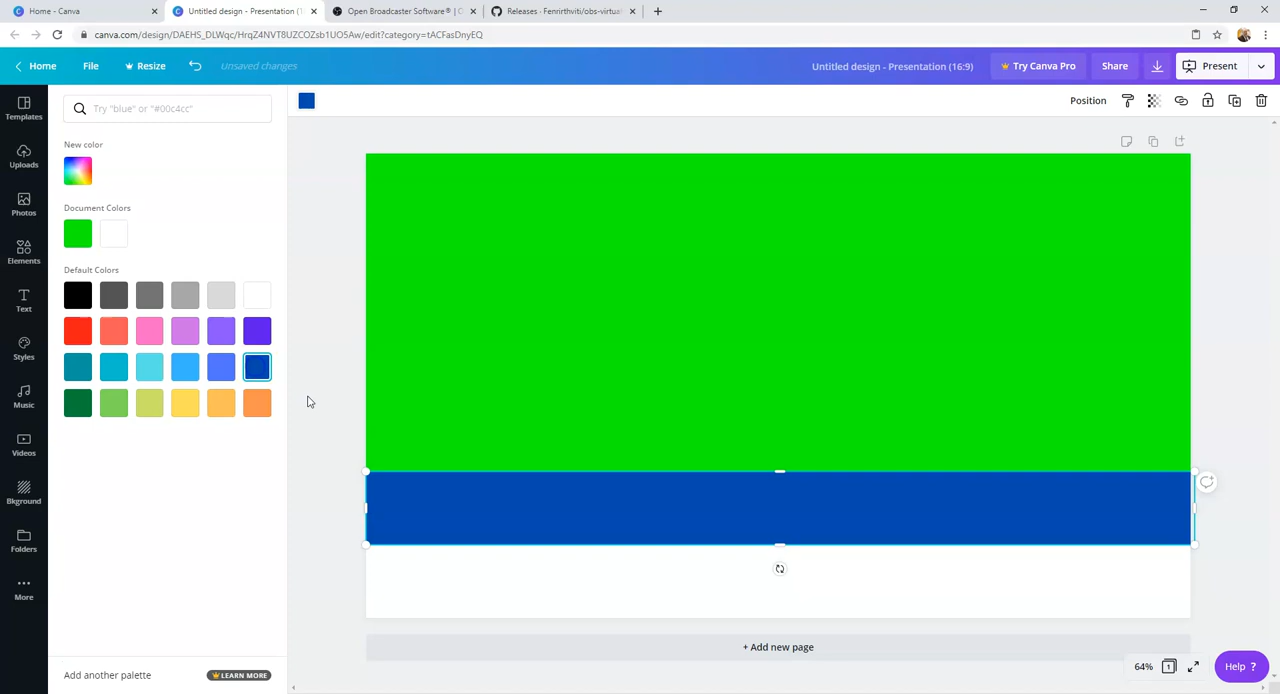 Home - Canva
Untitled design - Presentation (1
Open Broadcaster Software® | O
Releases · Fenrirthviti/obs-virtual
canva.com/design/DAEHS_DLWqc/HrqZ4NVT8UZCOZsb1UO5Aw/edit?category=tACFasDnyEQ
Home
File
Resize
Unsaved changes
Untitled design - Presentation (16:9)
Try Canva Pro
Share
Present
Templates
Uploads
Photos
Elements
Text
Styles
Music
Videos
Bkground
Folders
More
Try "blue" or "#00c4cc"
New color
Document Colors
Default Colors
Add another palette
LEARN MORE
Position
+ Add new page
64%
1
Help ?